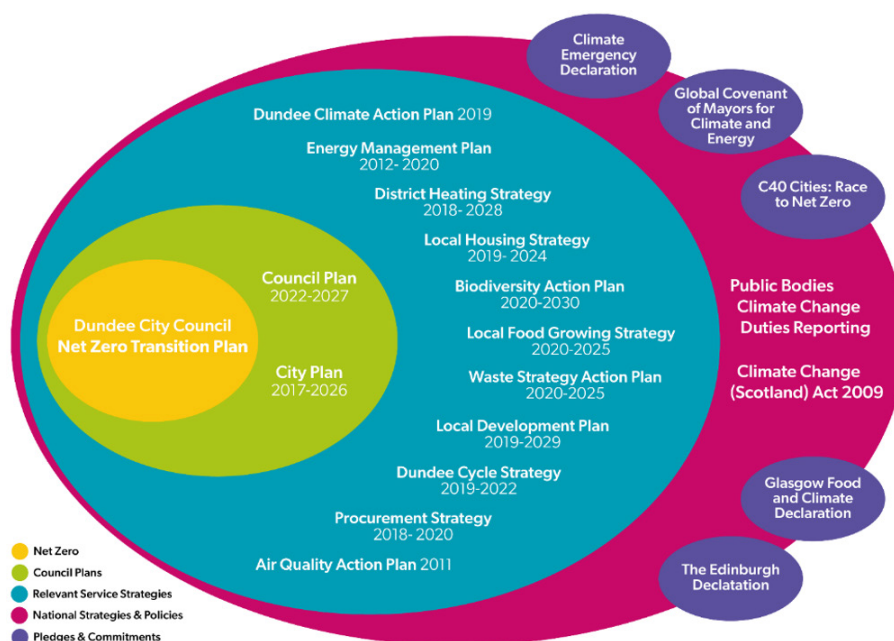 Climate
Emergency
Declaration
Global Covenant
of Mayors for
Climate and
Energy
C40 Cities: Race
to Net Zero
Dundee Climate Action Plan 2019
Energy Management Plan
2012- 2020
District Heating Strategy
2018- 2028
Local Housing Strategy
2019- 2024
Biodiversity Action Plan
2020-2030
Local Food Growing Strategy
2020-2025
Waste Strategy Action Plan
2020-2025
Local Development Plan
2019-2029
Dundee Cycle Strategy
2019-2022
Procurement Strategy
2018- 2020
Air Quality Action Plan 2011
Council Plan
2022-2027
City Plan
2017-2026
Dundee City Council
Net Zero Transition Plan
Public Bodies
Climate Change
Duties Reporting
Climate Change
(Scotland) Act 2009
Glasgow Food
and Climate
Declaration
The Edinburgh
Declatation
Net Zero
Council Plans
Relevant Service Strategies
National Strategies & Policies
Pledges & Commitments